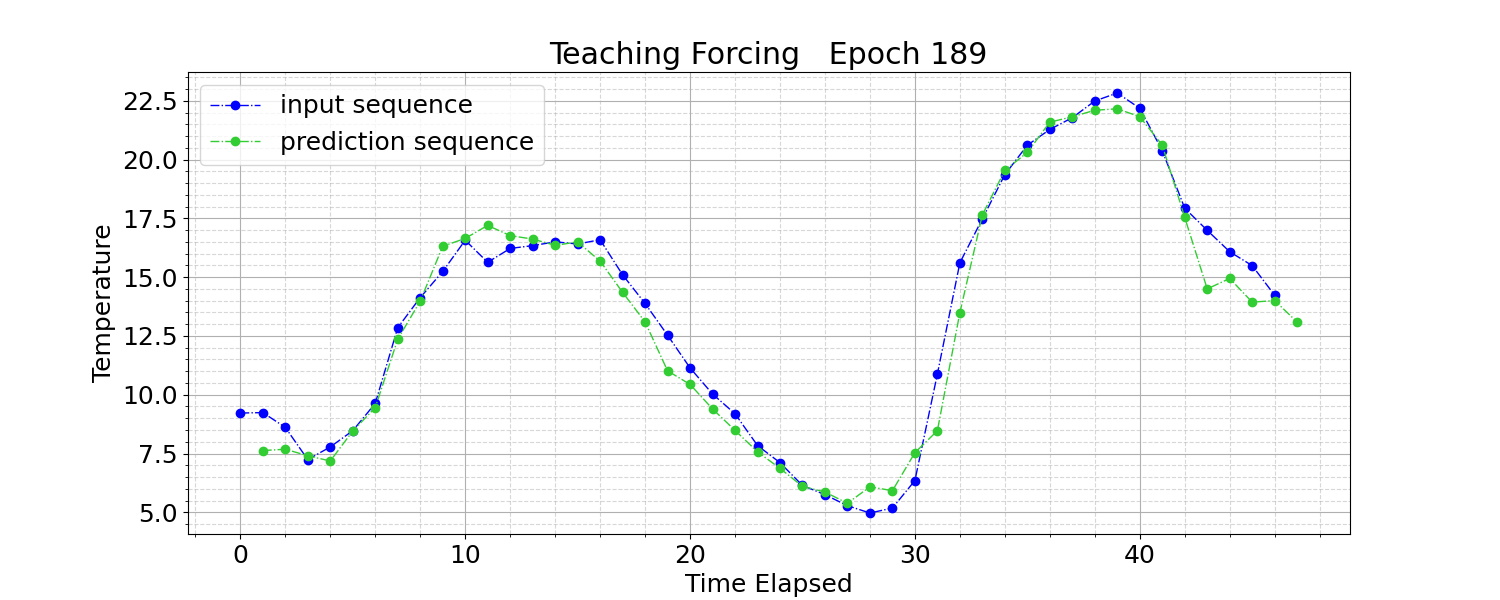 Teaching Forcing   Epoch 189
input sequence
prediction sequence
Temperature
22.5
20.0
17.5
15.0
12.5
10.0
7.5
5.0
0 10 20 30 40
Time Elapsed